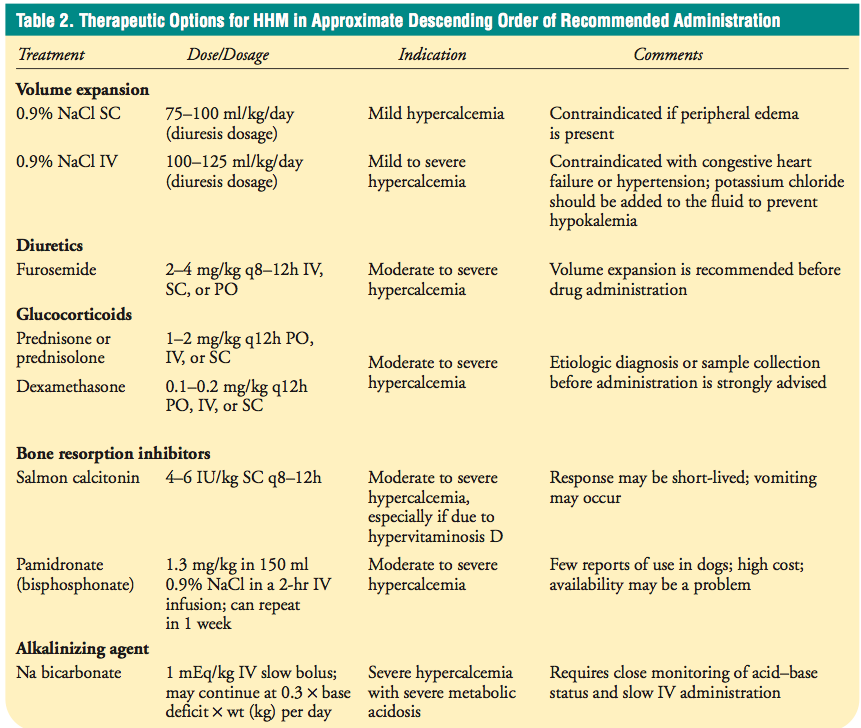 Table 2. Therapeutic Options for HHM in Approximate Descending Order of Recommended Administration
Treatment Dose/Dosage Indication Comments
Volume expansion
0.9% NaCl SC 75–100 ml/kg/day Mild hypercalcemia Contraindicated if peripheral edema
(diuresis dosage) is present
0.9% NaCl IV 100–125 ml/kg/day Mild to severe Contraindicated with congestive heart
(diuresis dosage) hypercalcemia failure or hypertension; potassium chloride
should be added to the fluid to prevent
hypokalemia
Diuretics
Furosemide 2–4 mg/kg q8–12h IV, Moderate to severe Volume expansion is recommended before
SC, or PO hypercalcemia drug administration
Glucocorticoids
Prednisone or 1–2 mg/kg q12h PO,
prednisolone IV, or SC
Moderate to severe Etiologic diagnosis or sample collection
hypercalcemia before administration is strongly advised
Dexamethasone 0.1–0.2 mg/kg q12h
PO, IV, or SC
Bone resorption inhibitors
Salmon calcitonin 4–6 IU/kg SC q8–12h Moderate to severe Response may be short-lived; vomiting
hypercalcemia, may occur
especially if due to
hypervitaminosis D
Pamidronate 1.3 mg/kg in 150 ml Moderate to severe Few reports of use in dogs; high cost;
(bisphosphonate) 0.9% NaCl in a 2-hr IV hypercalcemia availability may be a problem
infusion; can repeat
in 1 week
Alkalinizing agent
Na bicarbonate 1 mEq/kg IV slow bolus; Severe hypercalcemia Requires close monitoring of acid–base
may continue at 0.3 × base with severe metabolic status and slow IV administration
deficit × wt (kg) per day acidosis